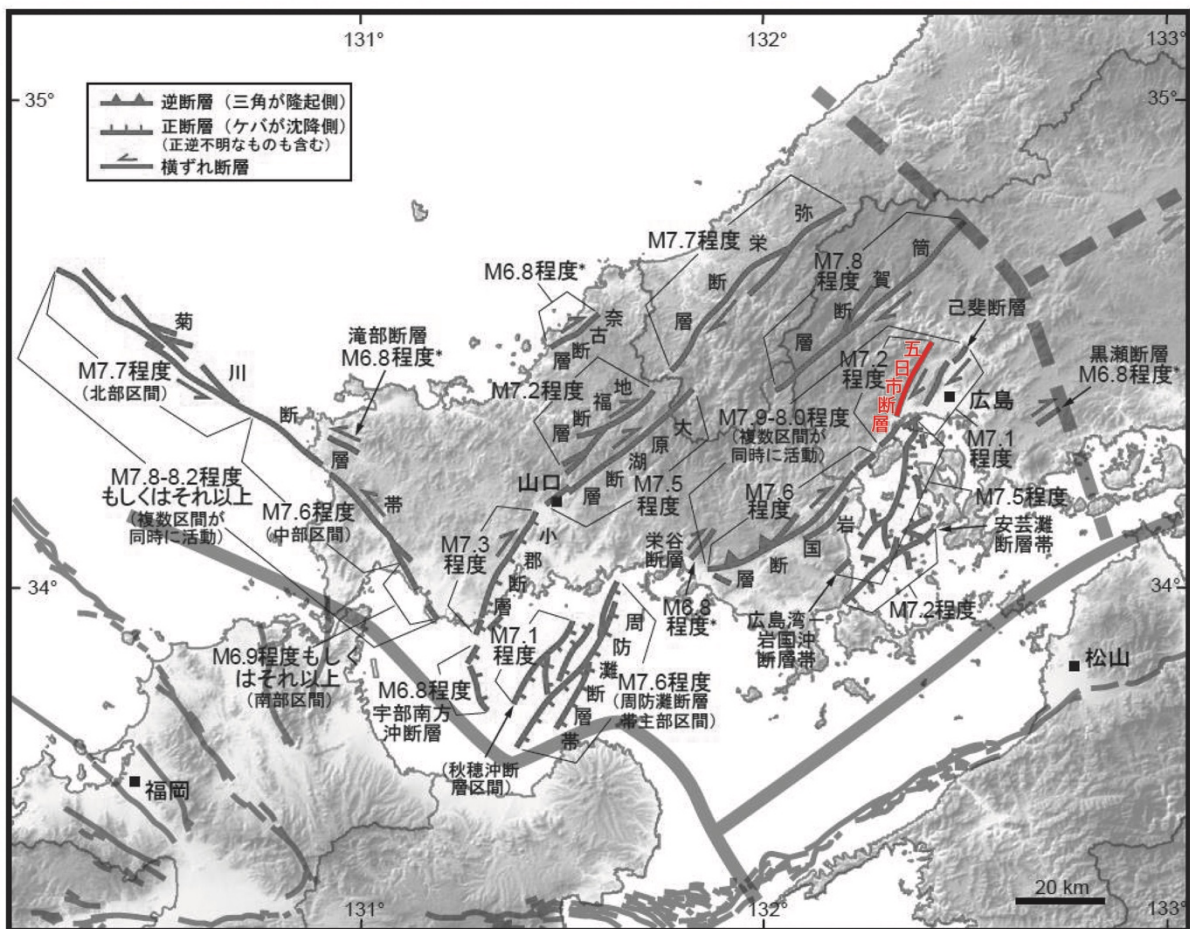 131°
132°
133°
35°
35°
逆断層（三角が隆起側）
正断層（ケバが沈降側）
(正逆不明なものも含む)
横ずれ断層
弥栄断層
M7.7程度
筒賀断層
M7.8
程度
M6.8程度*
奈古断層
己斐断層
菊川断層帯
滝部断層
M6.8程度*
M7.7程度
(北部区間)
M7.2程度
地福断層
M7.2
程度
五日市断層
黒瀬断層
M6.8程度*
広島
大原湖断層
M7.9-8.0程度
(複数区間が
同時に活動)
M7.1
程度
M7.8-8.2程度
もしくはそれ以上
(複数区間が
同時に活動)
M7.6程度
(中部区間)
山口
M7.5
程度
M7.6
程度
M7.5程度
安芸灘
断層帯
小郡断層
M7.3
程度
栄谷
断層
岩国断層
34°
34°
M6.8
程度*
M7.2程度
広島湾－
岩国沖
断層帯
M7.1
程度
周防灘断層帯
M6.9程度もしく
はそれ以上
(南部区間)
M6.8程度
宇部南方
沖断層
M7.6程度
(周防灘断層
帯主部区間)
松山
(秋穂沖断
層区間)
福岡
20 km
131°
132°
133°